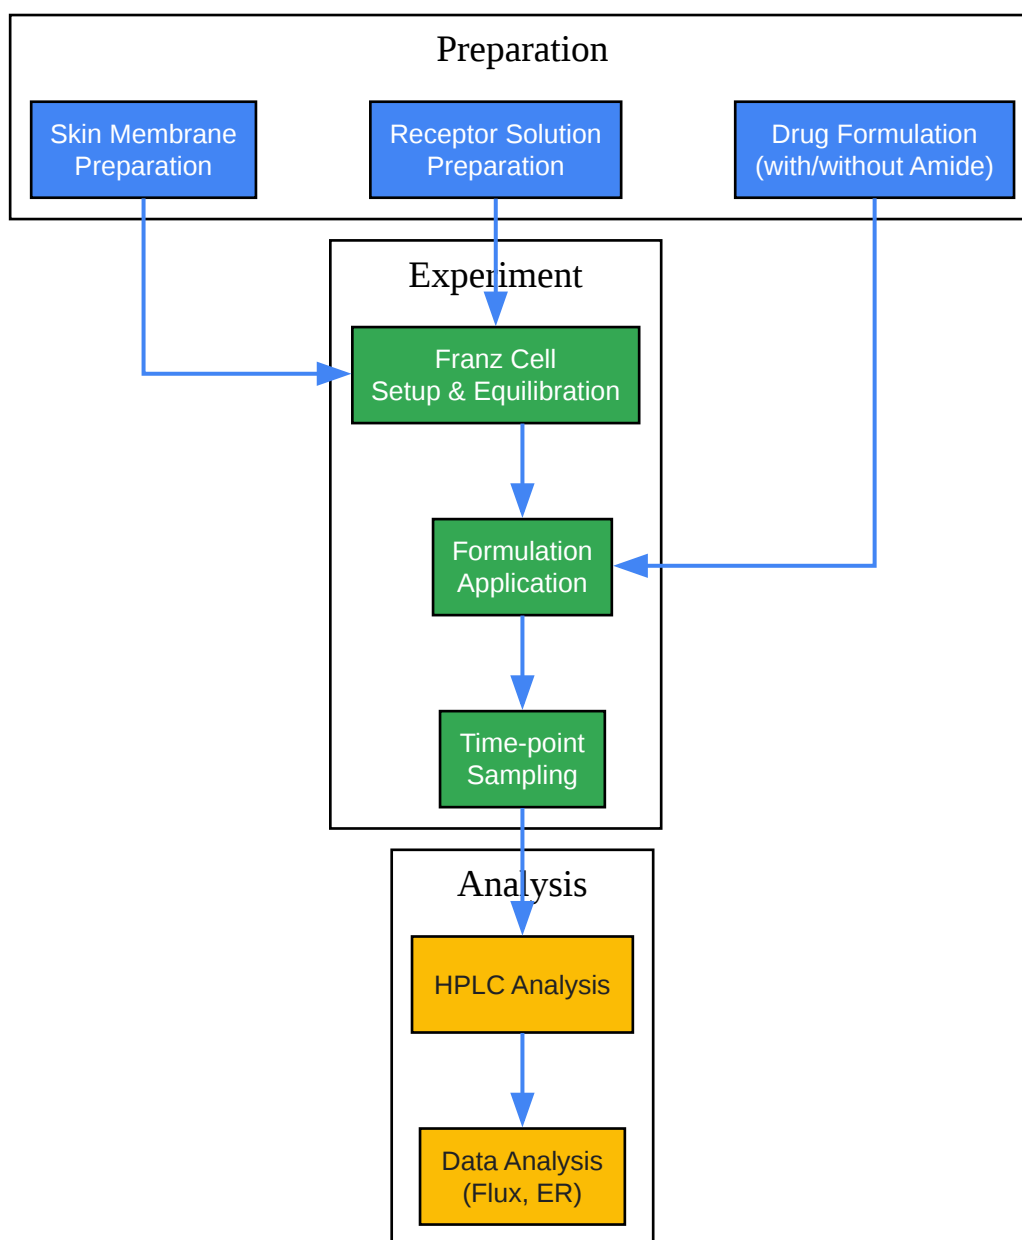 Preparation
Skin Membrane
Preparation
Receptor Solution
Preparation
Drug Formulation
(with/without Amide)
Experiment
Franz Cell
Setup & Equilibration
Formulation
Application
Time-point
Sampling
Analysis
HPLC Analysis
Data Analysis
(Flux, ER)